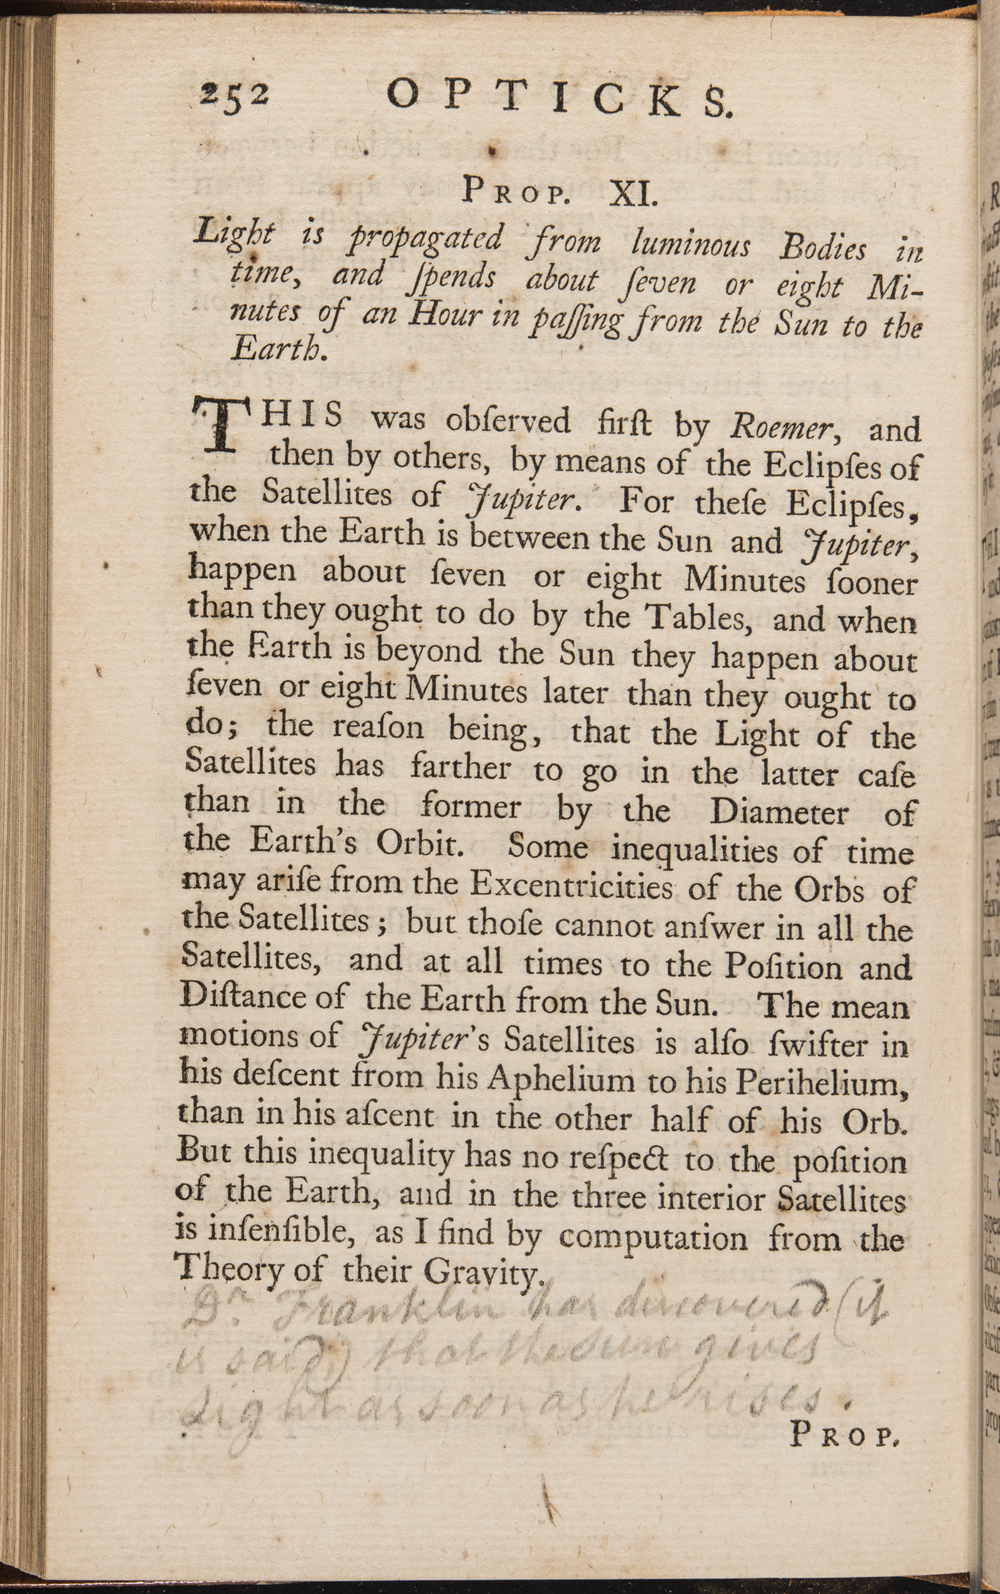 252 OPTICKS.
PROP. XI.
Light is propagated from luminous Bodies in
time, and ſpends about ſeven or eight Mi-
nutes of an Hour in paſſing from the Sun to the
Earth.
THIS was obſerved firſt by Roemer, and
then by others, by means of the Eclipſes of
the Satellites of Jupiter. For theſe Eclipſes,
when the Earth is between the Sun and Jupiter,
happen about ſeven or eight Minutes ſooner
than they ought to do by the Tables, and when
the Earth is beyond the Sun they happen about
ſeven or eight Minutes later than they ought to
do; the reaſon being, that the Light of the
Satellites has farther to go in the latter caſe
than in the former by the Diameter of
the Earth's Orbit. Some inequalities of time
may ariſe from the Excentricities of the Orbs of
the Satellites; but thoſe cannot anſwer in all the
Satellites, and at all times to the Poſition and
Diſtance of the Earth from the Sun. The mean
motions of Jupiter's Satellites is alſo ſwifter in
his deſcent from his Aphelium to his Perihelium,
than in his aſcent in the other half of his Orb.
But this inequality has no reſpect to the poſition
of the Earth, and in the three interior Satellites
is inſenſible, as I find by computation from the
Theory of their Gravity.
Dr. Franklin has discovered (it
is said) that the sun gives
Light as soon as he rises.
PROP.